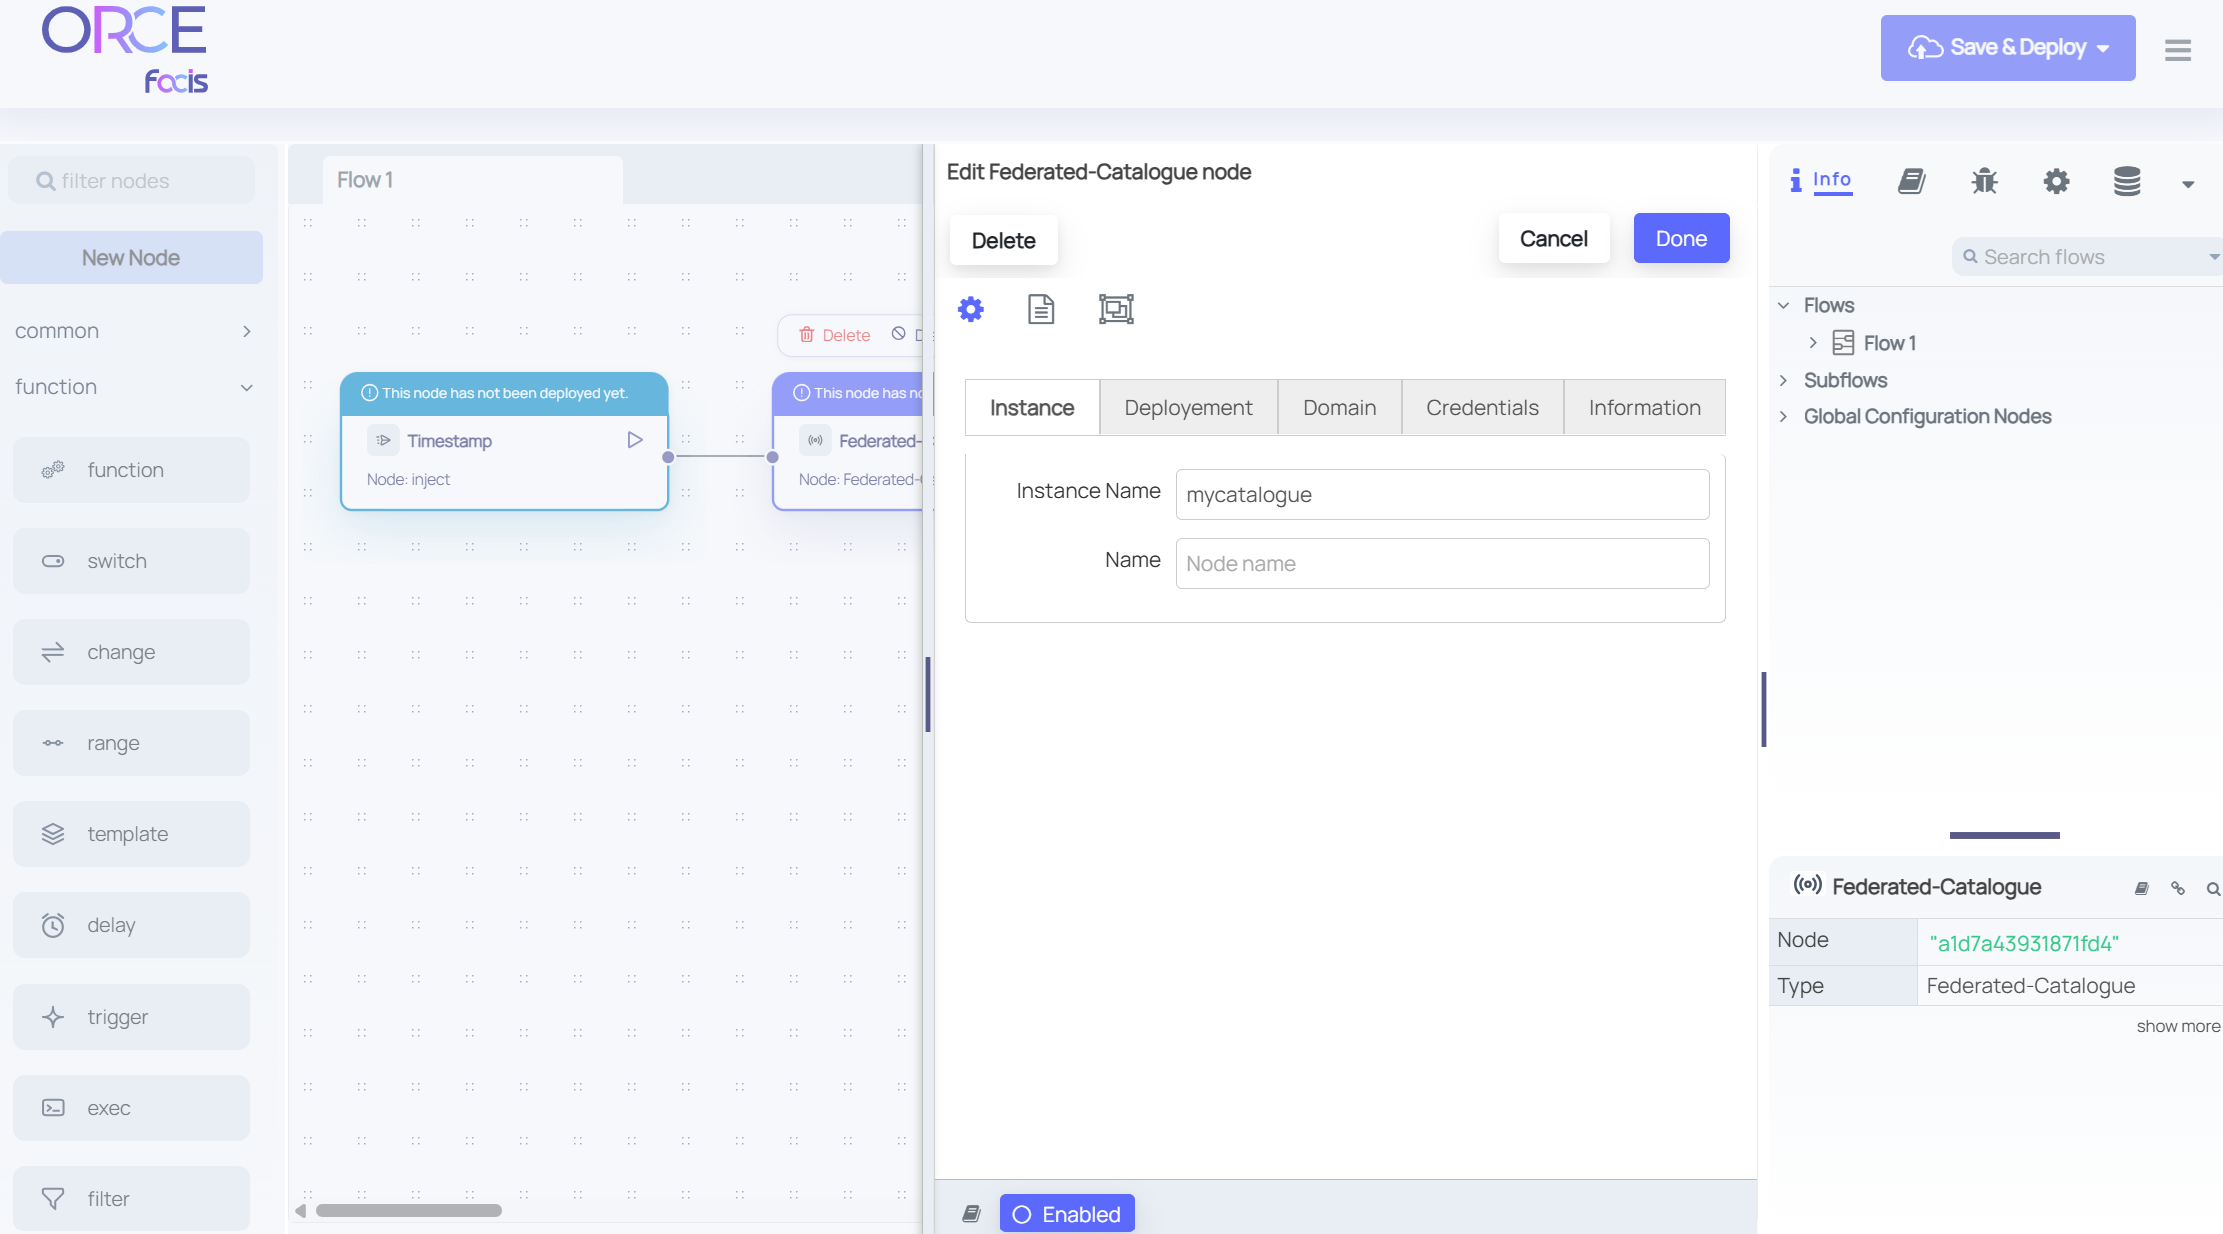 ORCE
facis
Save & Deploy
filter nodes
New Node
common
function
function
switch
change
range
template
delay
trigger
exec
filter
Flow 1
Delete
This node has not been deployed yet.
Timestamp
Node: inject
This node has no
Federated-
Node: Federated-
Edit Federated-Catalogue node
Delete
Cancel
Done
Instance
Deployement
Domain
Credentials
Information
Instance Name
mycatalogue
Name
Node name
Enabled
Info
Search flows
Flows
Flow 1
Subflows
Global Configuration Nodes
Federated-Catalogue
Node
"a1d7a43931871fd4"
Type
Federated-Catalogue
show more